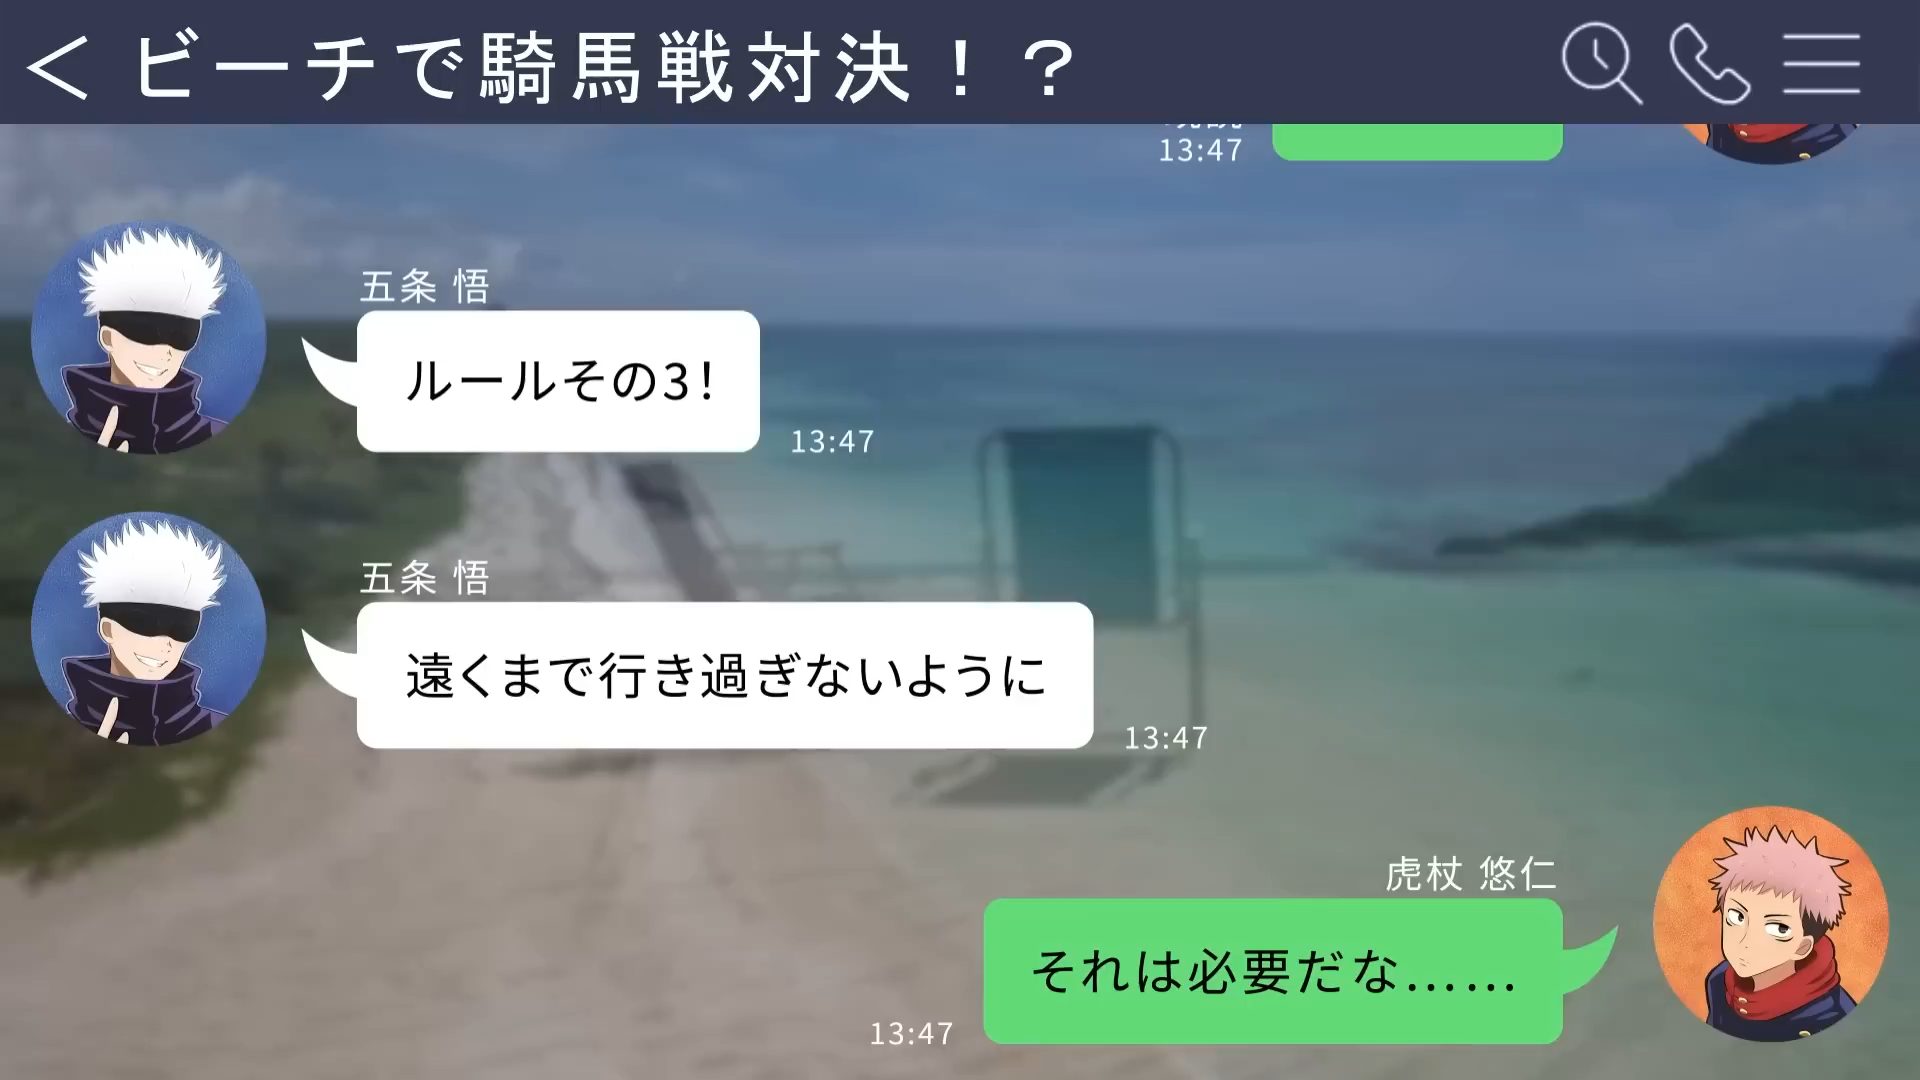 < ビーチで騎馬戦対決！？
13:47
五条 悟
ルールその3!
13:47
五条 悟
遠くまで行き過ぎないように
13:47
虎杖 悠仁
それは必要だな……
13:47